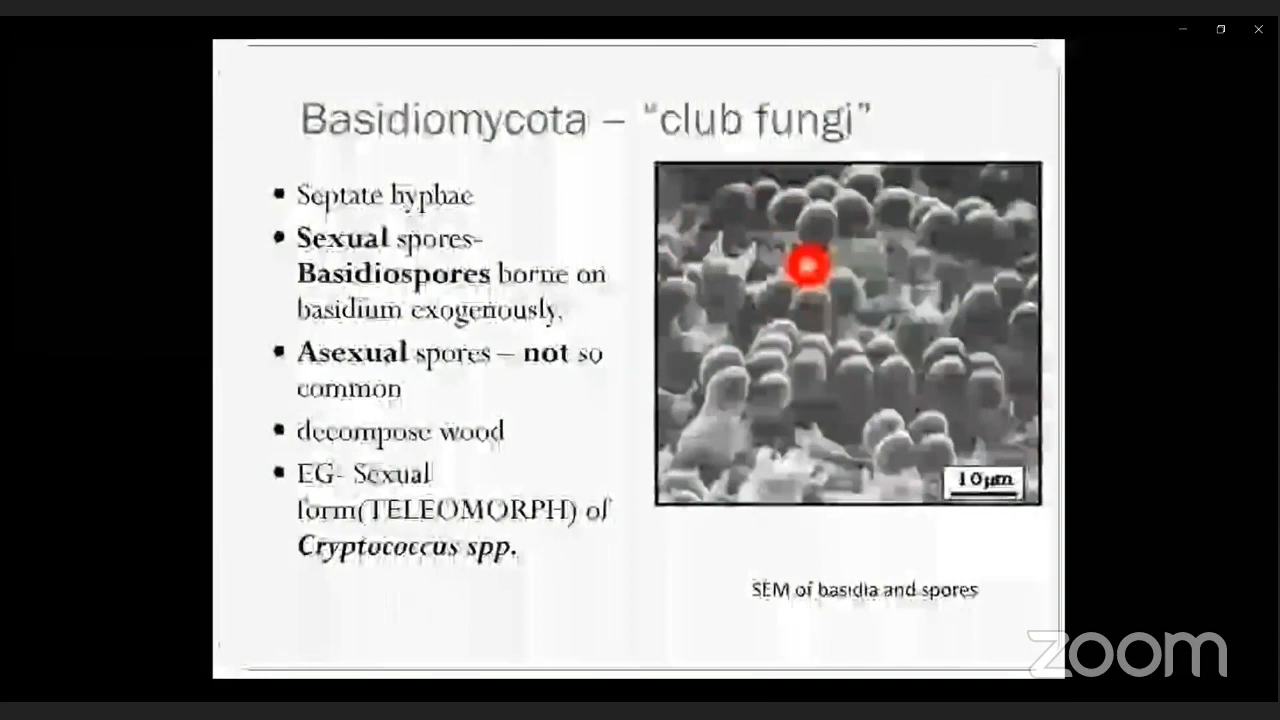 Basidiomycota – “club fungi”
▪ Septate hyphae
▪ Sexual spores-
Basidiospores borne on
basidium exogenously.
▪ Asexual spores – not so
common
▪ decompose wood
▪ EG- Sexual
form(TELEOMORPH) of
Cryptococcus spp.
10µm
SEM of basidia and spores
zoom